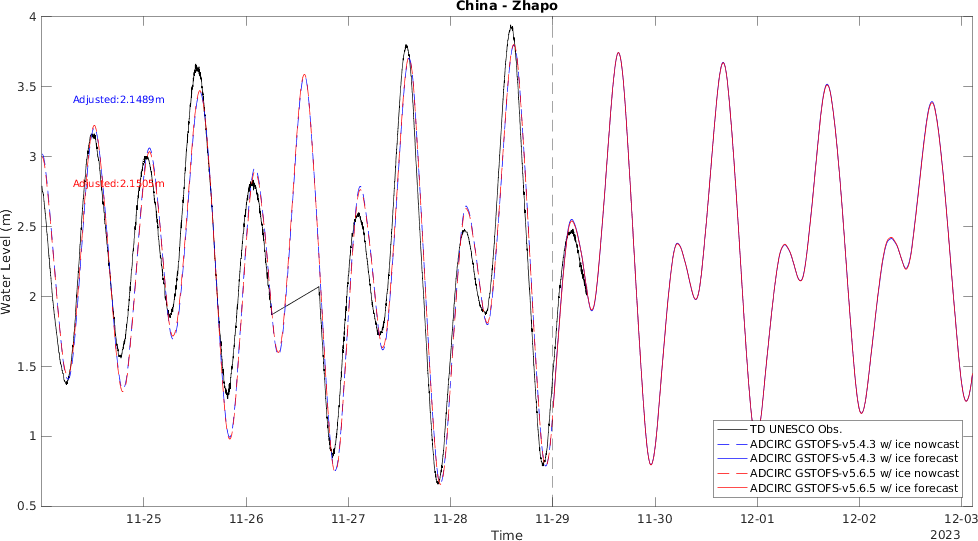 China - Zhapo
4
3.5
3
2.5
2
1.5
1
0.5
Water Level (m)
Adjusted:2.1489m
Adjusted:2.1505m
TD UNESCO Obs.
ADCIRC GSTOFS-v5.4.3 w/ ice nowcast
ADCIRC GSTOFS-v5.4.3 w/ ice forecast
ADCIRC GSTOFS-v5.6.5 w/ ice nowcast
ADCIRC GSTOFS-v5.6.5 w/ ice forecast
11-25 11-26 11-27 11-28 11-29 11-30 12-01 12-02 12-03
Time
2023